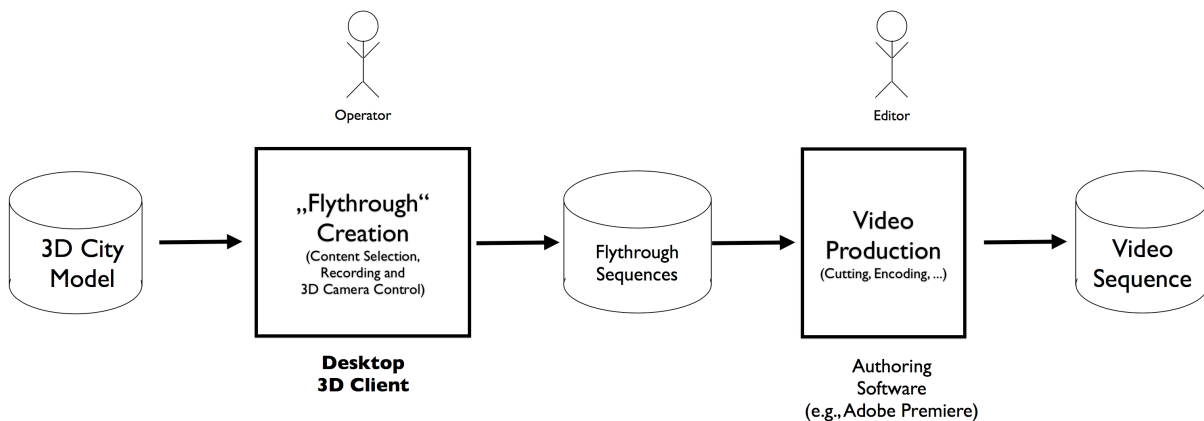 Operator
Editor
3D City
Model
„Flythrough“
Creation
(Content Selection,
Recording and
3D Camera Control)
Flythrough
Sequences
Video
Production
(Cutting, Encoding, ...)
Video
Sequence
Desktop
3D Client
Authoring
Software
(e.g., Adobe Premiere)